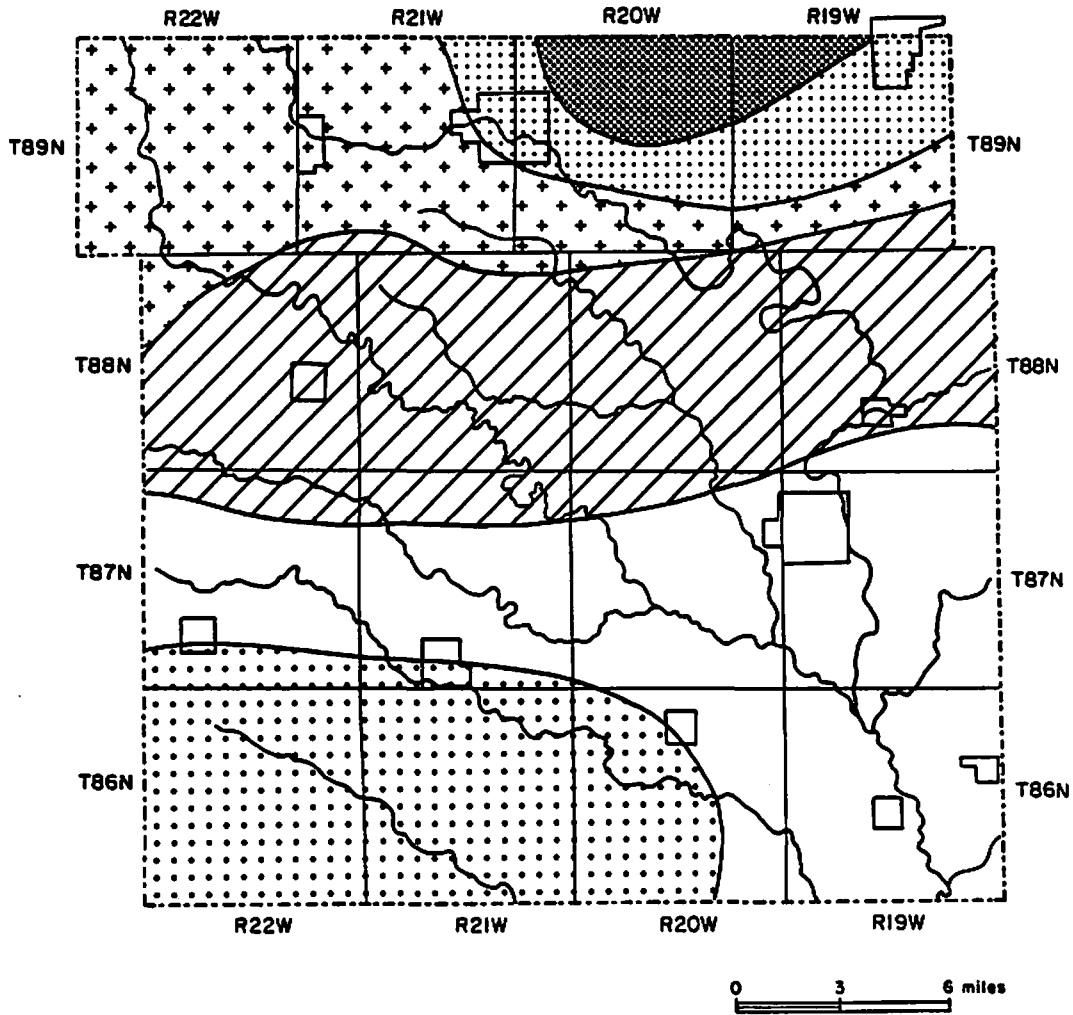 R22W R21W R20W R19W
T89N T89N
T88N T88N
T87N T87N
T86N T86N
R22W R21W R20W R19W
0 3 6 miles